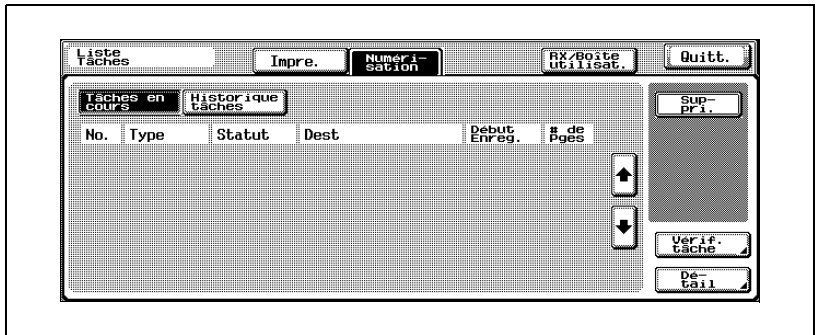 Liste
Tâches
Impre.
Numéri-
sation
RX/Boîte
utilisat.
Quitt.
Tâches en
cours
Historique
tâches
Sup-
pri.
No. Type Statut Dest
Début
Enreg.
# de
Pges
Vérif.
tâche
Dé-
tail